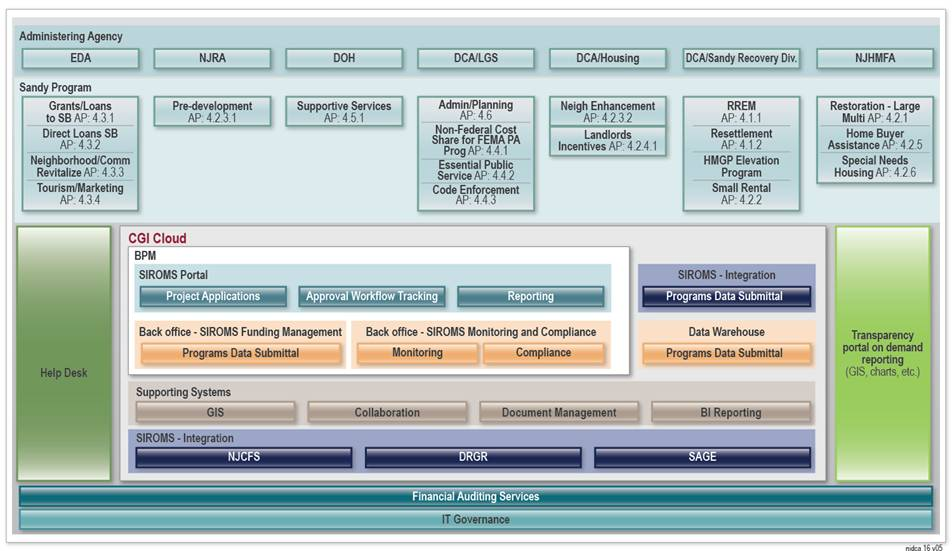 Administering Agency
EDA
NJRA
DOH
DCA/LGS
DCA/Housing
DCA/Sandy Recovery Div.
NJHMFA
Sandy Program
Grants/Loans
to SB AP: 4.3.1
Direct Loans SB
AP: 4.3.2
Neighborhood/Comm
Revitalize AP: 4.3.3
Tourism/Marketing
AP: 4.3.4
Pre-development
AP: 4.2.3.1
Supportive Services
AP: 4.5.1
Admin/Planning
AP: 4.6
Non-Federal Cost
Share for FEMA PA
Prog AP: 4.4.1
Essential Public
Service AP: 4.4.2
Code Enforcement
AP: 4.4.3
Neigh Enhancement
AP: 4.2.3.2
Landlords
Incentives AP: 4.2.4.1
RREM
AP: 4.1.1
Resettlement
AP: 4.1.2
HMGP Elevation
Program
Small Rental
AP: 4.2.2
Restoration - Large
Multi AP: 4.2.1
Home Buyer
Assistance AP: 4.2.5
Special Needs
Housing AP: 4.2.6
Help Desk
CGI Cloud
BPM
SIROMS Portal
Project Applications
Approval Workflow Tracking
Reporting
SIROMS - Integration
Programs Data Submittal
Back office - SIROMS Funding Management
Programs Data Submittal
Back office - SIROMS Monitoring and Compliance
Monitoring
Compliance
Data Warehouse
Programs Data Submittal
Supporting Systems
GIS
Collaboration
Document Management
BI Reporting
SIROMS - Integration
NJCFS
DRGR
SAGE
Transparency
portal on demand
reporting
(GIS, charts, etc.)
Financial Auditing Services
IT Governance
njdca 16 v05